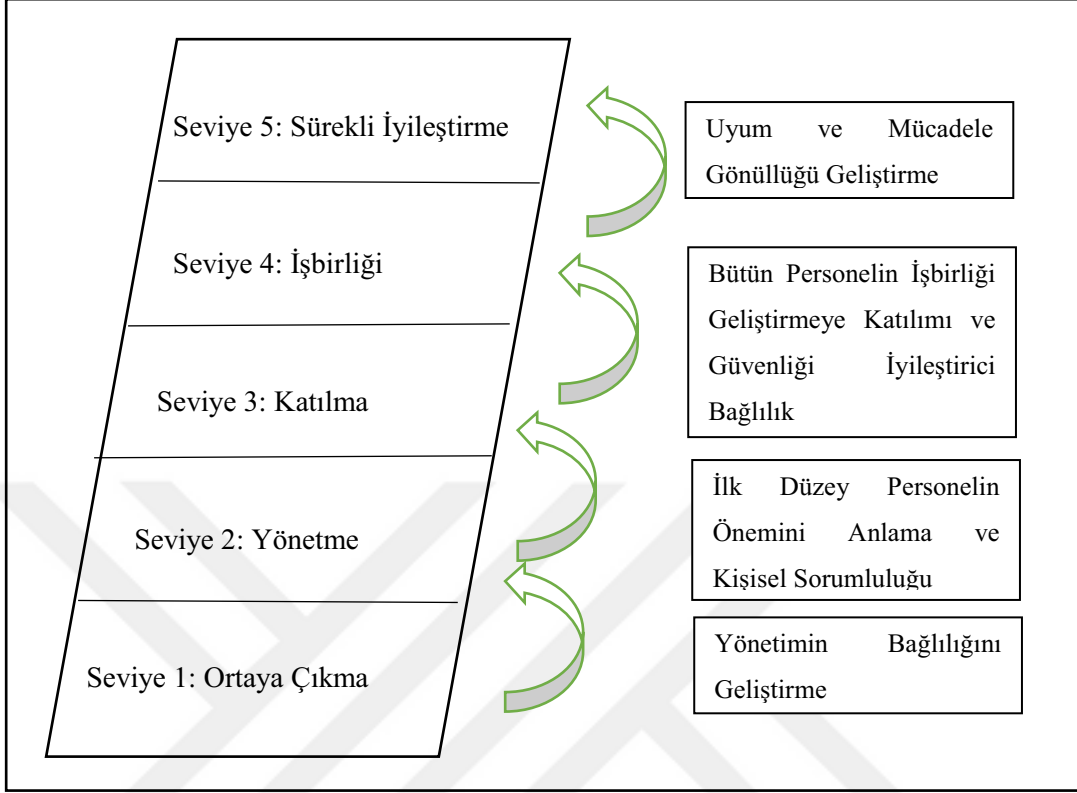 Seviye 5: Sürekli İyileştirme
Uyum ve Mücadele
Gönüllüğü Geliştirme
Seviye 4: İşbirliği
Bütün Personelin İşbirliği
Geliştirmeye Katılımı ve
Güvenliği İyileştirici
Bağlılık
Seviye 3: Katılma
İlk Düzey Personelin
Önemini Anlama ve
Kişisel Sorumluluğu
Seviye 2: Yönetme
Yönetimin Bağlılığını
Geliştirme
Seviye 1: Ortaya Çıkma